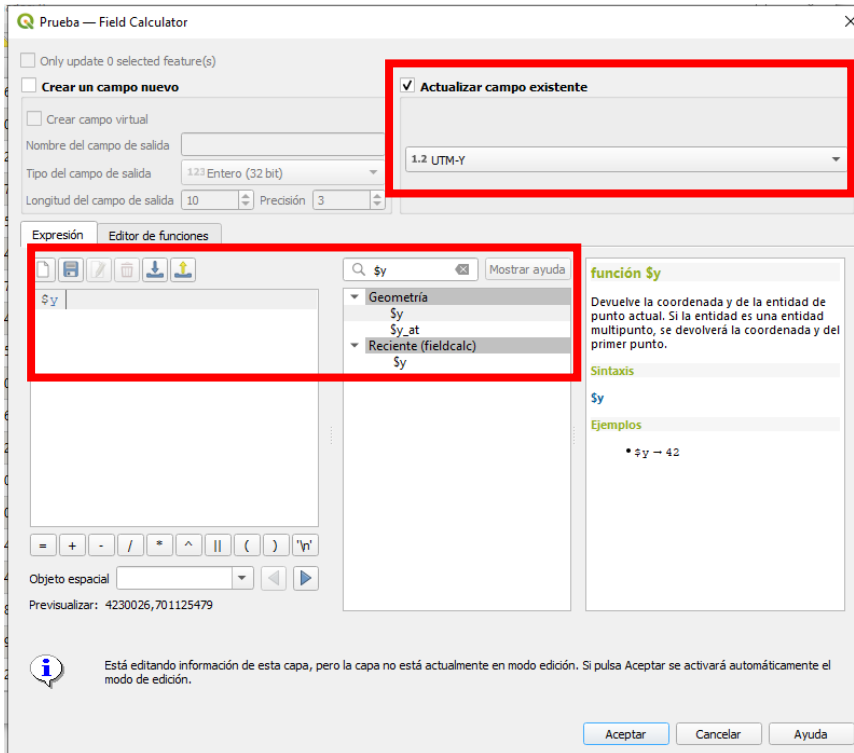 Prueba — Field Calculator
Only update 0 selected feature(s)
Crear un campo nuevo
Actualizar campo existente
Crear campo virtual
Nombre del campo de salida
1.2 UTM-Y
Tipo del campo de salida 123 Entero (32 bit)
Longitud del campo de salida 10 Precisión 3
Expresión Editor de funciones
$y Mostrar ayuda
función $y
$y
Geometría
$y
$y_at
Reciente (fieldcalc)
$y
Devuelve la coordenada y de la entidad de
punto actual. Si la entidad es una entidad
multipunto, se devolverá la coordenada y del
primer punto.
Sintaxis
$y
Ejemplos
• $y → 42
= + - / * ^ || ( ) '\n'
Objeto espacial
Previsualizar: 4230026,701125479
Está editando información de esta capa, pero la capa no está actualmente en modo edición. Si pulsa Aceptar se activará automáticamente el
modo de edición.
Aceptar Cancelar Ayuda